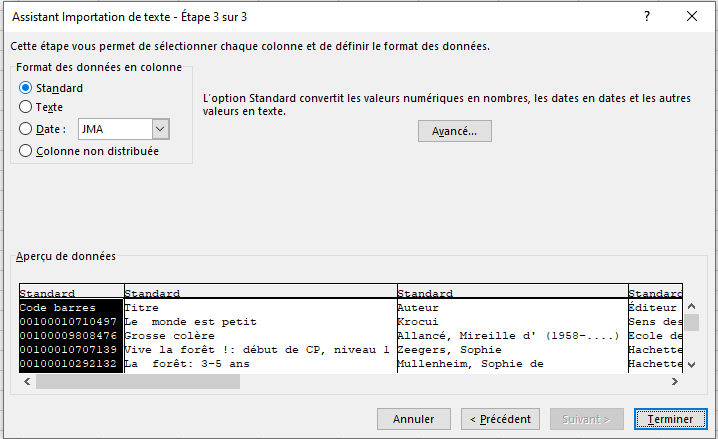 Assistant Importation de texte - Étape 3 sur 3
?
Cette étape vous permet de sélectionner chaque colonne et de définir le format des données.
Format des données en colonne
Standard
Texte
Date : JMA
Colonne non distribuée
L'option Standard convertit les valeurs numériques en nombres, les dates en dates et les autres
valeurs en texte.
Avancé...
Aperçu de données
Standard Standard Standard Standard
Code barres Titre Auteur Éditeur
00100010710497 Le  monde est petit Krocui Sens des
00100009808476 Grosse colère Allancé, Mireille d' (1958-....) Ecole de
00100010707139 Vive la forêt !: début de CP, niveau 1 Zeegers, Sophie Hachette
00100010292132 La  forêt: 3-5 ans Mullenheim, Sophie de Hachette
Annuler < Précédent Suivant > Terminer